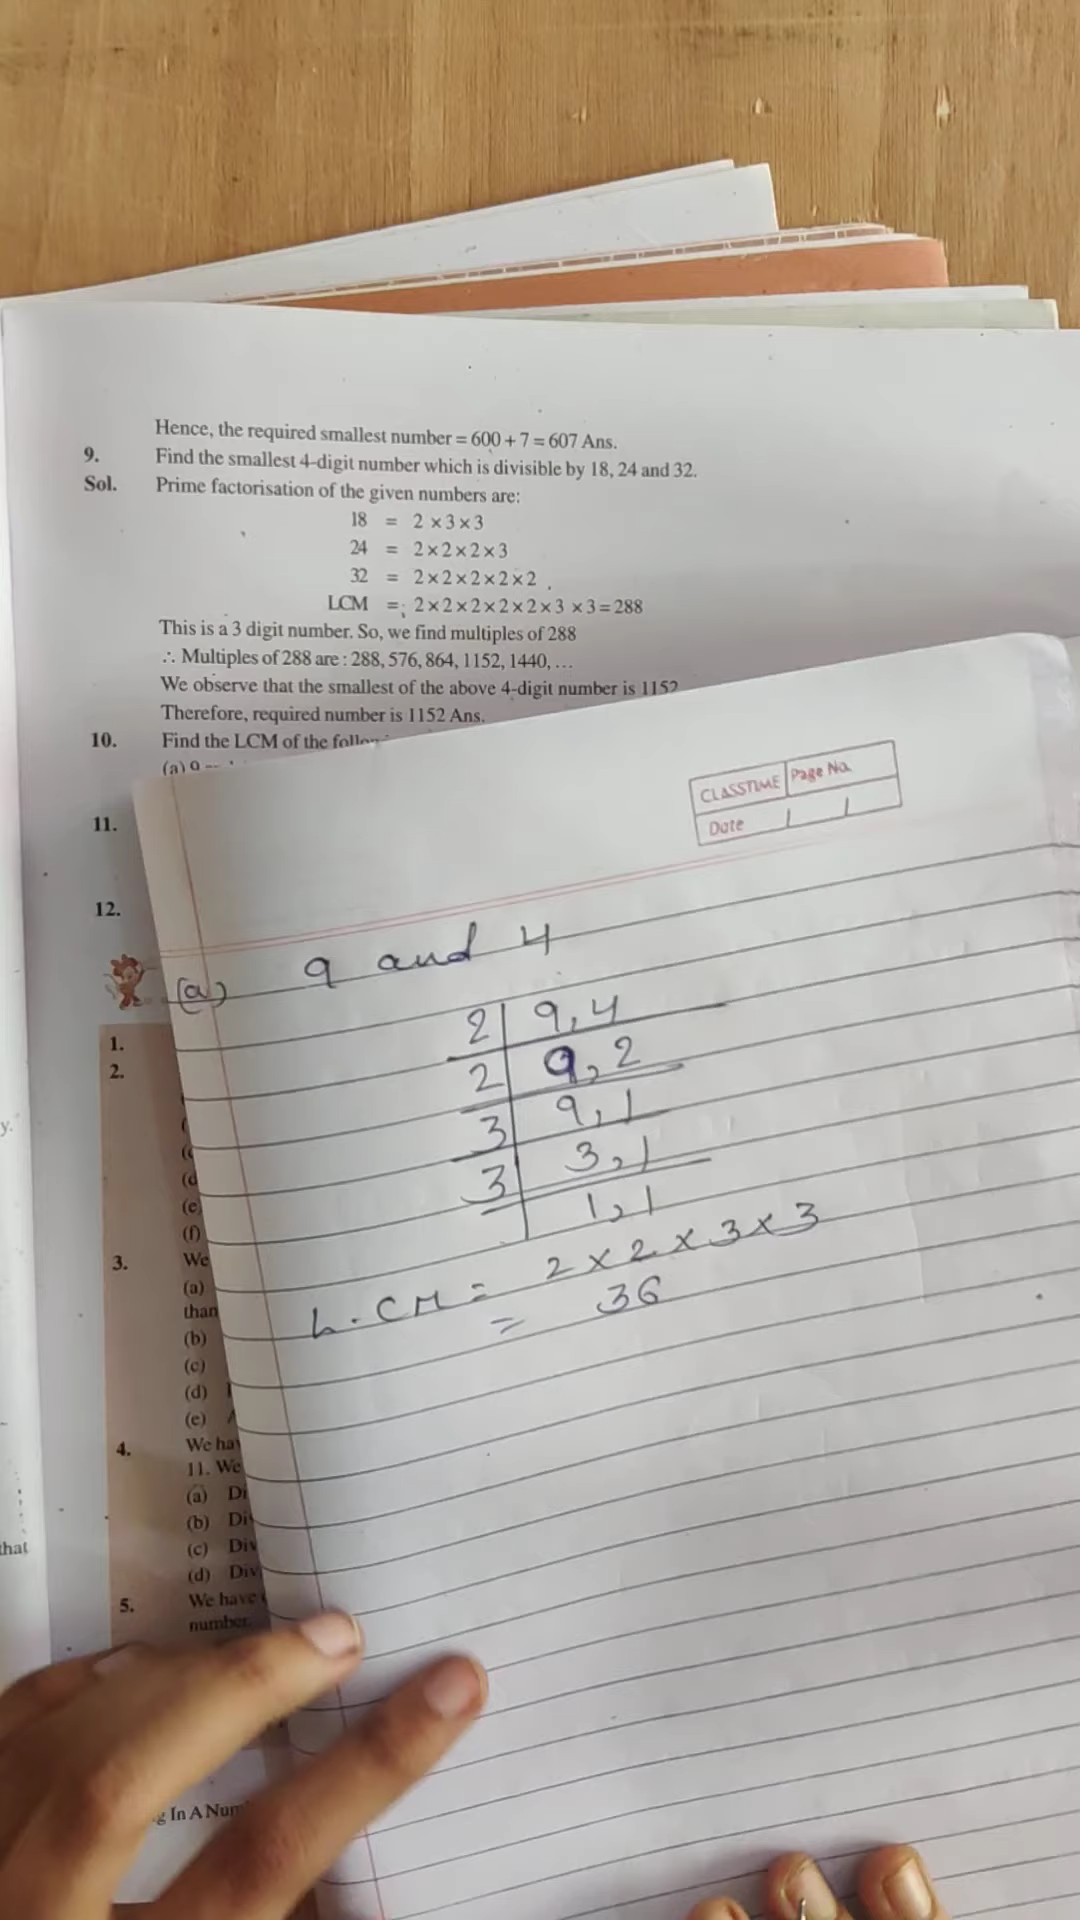 Hence, the required smallest number = 600 + 7 = 607 Ans.
9. Find the smallest 4-digit number which is divisible by 18, 24 and 32.
Sol. Prime factorisation of the given numbers are:
18 = 2 × 3 × 3
24 = 2 × 2 × 2 × 3
32 = 2 × 2 × 2 × 2 × 2
LCM = 2 × 2 × 2 × 2 × 2 × 3 × 3 = 288
This is a 3 digit number. So, we find multiples of 288
∴ Multiples of 288 are : 288, 576, 864, 1152, 1440, ...
We observe that the smallest of the above 4-digit number is 1152
Therefore, required number is 1152 Ans.
10. Find the LCM of the
(a) 9
11.
12.
CLASSTIME Page No.
Date / /
(a) 9 and 4
2 | 9, 4
2 | 9, 2
3 | 9, 1
3 | 3, 1
1, 1
L.CM = 2 × 2 × 3 × 3
= 36
1.
2.
(d)
(e)
(f)
3. We
(a)
than
(b)
(c)
(d)
(e)
4. We
11. We
(a)
(b)
(c)
(d)
5. We have
number.
y.
that
In A